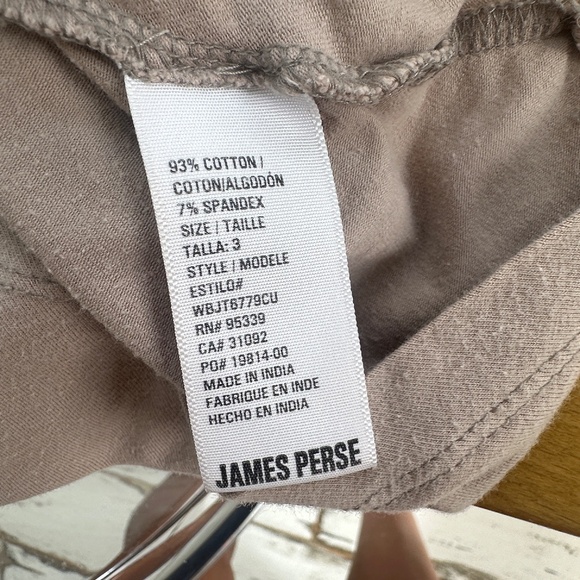 93% COTTON /
COTON/ALGODÓN
7% SPANDEX
SIZE / TAILLE
TALLA: 3
STYLE / MODELE
ESTILO#
WBJT6779CU
RN# 95339
CA# 31092
PO# 19814-00
MADE IN INDIA
FABRIQUE EN INDE
HECHO EN INDIA
JAMES PERSE